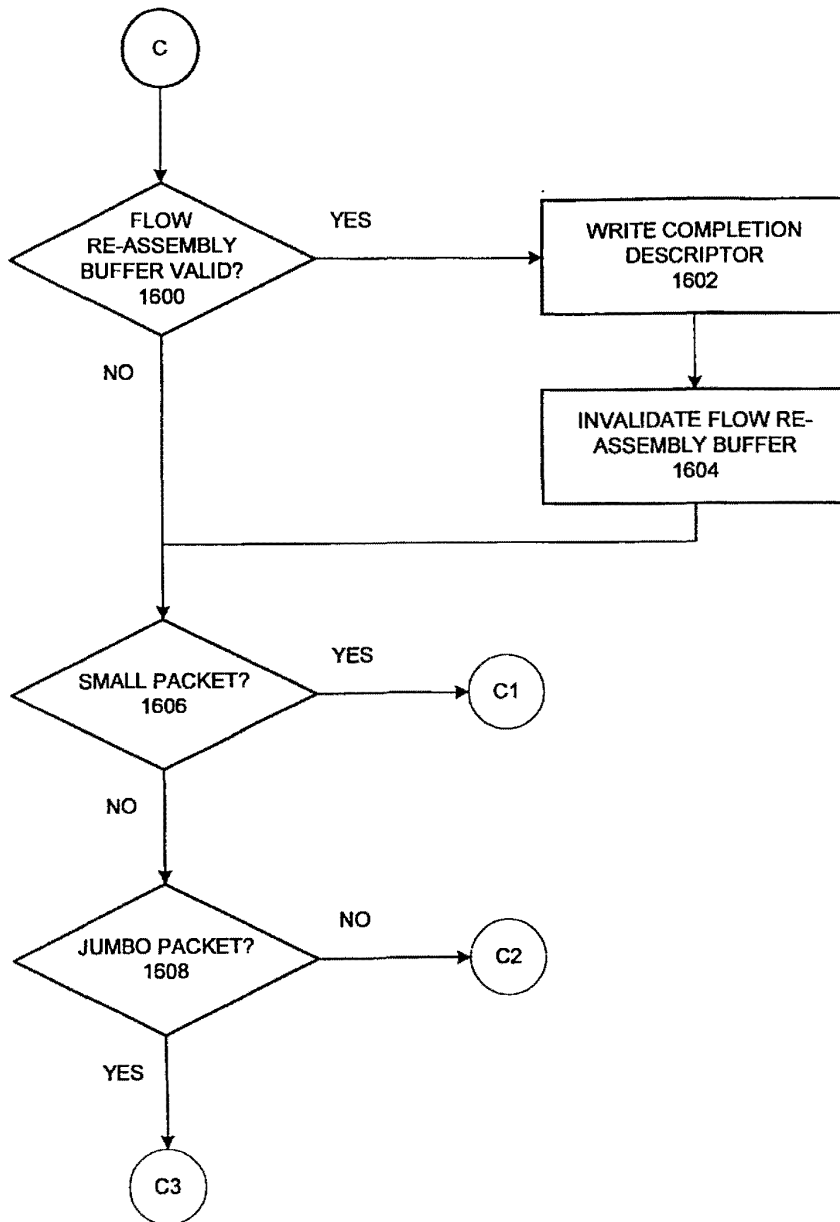 C
FLOW
RE-ASSEMBLY
BUFFER VALID?
1600
YES
WRITE COMPLETION
DESCRIPTOR
1602
NO
INVALIDATE FLOW RE-
ASSEMBLY BUFFER
1604
SMALL PACKET?
1606
YES
C1
NO
JUMBO PACKET?
1608
NO
C2
YES
C3